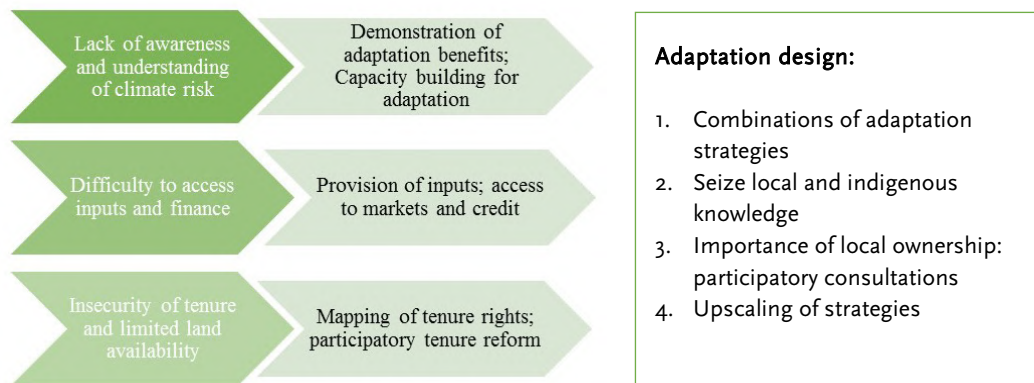 Lack of awareness
and understanding
of climate risk
Demonstration of
adaptation benefits;
Capacity building for
adaptation
Difficulty to access
inputs and finance
Provision of inputs; access
to markets and credit
Insecurity of tenure
and limited land
availability
Mapping of tenure rights;
participatory tenure reform
Adaptation design:
1. Combinations of adaptation
strategies
2. Seize local and indigenous
knowledge
3. Importance of local ownership:
participatory consultations
4. Upscaling of strategies